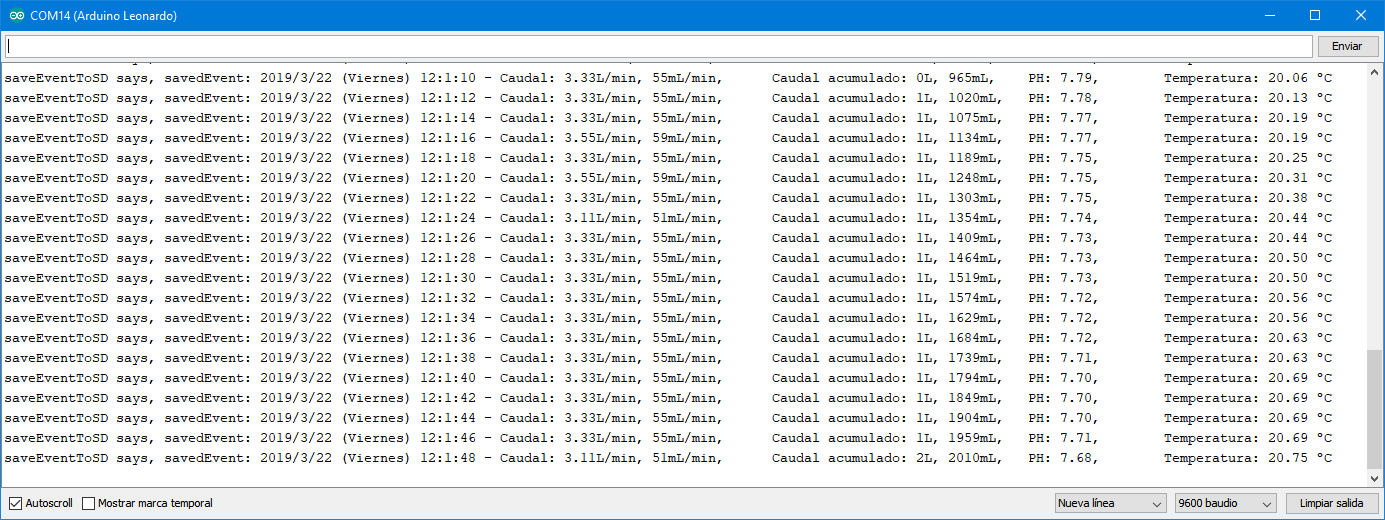 COM14 (Arduino Leonardo)
Enviar
saveEventToSD says, savedEvent: 2019/3/22 (Viernes) 12:1:10 - Caudal: 3.33L/min, 55mL/min, Caudal acumulado: 0L, 965mL, PH: 7.79, Temperatura: 20.06 °C
saveEventToSD says, savedEvent: 2019/3/22 (Viernes) 12:1:12 - Caudal: 3.33L/min, 55mL/min, Caudal acumulado: 1L, 1020mL, PH: 7.78, Temperatura: 20.13 °C
saveEventToSD says, savedEvent: 2019/3/22 (Viernes) 12:1:14 - Caudal: 3.33L/min, 55mL/min, Caudal acumulado: 1L, 1075mL, PH: 7.77, Temperatura: 20.19 °C
saveEventToSD says, savedEvent: 2019/3/22 (Viernes) 12:1:16 - Caudal: 3.55L/min, 59mL/min, Caudal acumulado: 1L, 1134mL, PH: 7.77, Temperatura: 20.19 °C
saveEventToSD says, savedEvent: 2019/3/22 (Viernes) 12:1:18 - Caudal: 3.33L/min, 55mL/min, Caudal acumulado: 1L, 1189mL, PH: 7.75, Temperatura: 20.25 °C
saveEventToSD says, savedEvent: 2019/3/22 (Viernes) 12:1:20 - Caudal: 3.55L/min, 59mL/min, Caudal acumulado: 1L, 1248mL, PH: 7.75, Temperatura: 20.31 °C
saveEventToSD says, savedEvent: 2019/3/22 (Viernes) 12:1:22 - Caudal: 3.33L/min, 55mL/min, Caudal acumulado: 1L, 1303mL, PH: 7.75, Temperatura: 20.38 °C
saveEventToSD says, savedEvent: 2019/3/22 (Viernes) 12:1:24 - Caudal: 3.11L/min, 51mL/min, Caudal acumulado: 1L, 1354mL, PH: 7.74, Temperatura: 20.44 °C
saveEventToSD says, savedEvent: 2019/3/22 (Viernes) 12:1:26 - Caudal: 3.33L/min, 55mL/min, Caudal acumulado: 1L, 1409mL, PH: 7.73, Temperatura: 20.44 °C
saveEventToSD says, savedEvent: 2019/3/22 (Viernes) 12:1:28 - Caudal: 3.33L/min, 55mL/min, Caudal acumulado: 1L, 1464mL, PH: 7.73, Temperatura: 20.50 °C
saveEventToSD says, savedEvent: 2019/3/22 (Viernes) 12:1:30 - Caudal: 3.33L/min, 55mL/min, Caudal acumulado: 1L, 1519mL, PH: 7.73, Temperatura: 20.50 °C
saveEventToSD says, savedEvent: 2019/3/22 (Viernes) 12:1:32 - Caudal: 3.33L/min, 55mL/min, Caudal acumulado: 1L, 1574mL, PH: 7.72, Temperatura: 20.56 °C
saveEventToSD says, savedEvent: 2019/3/22 (Viernes) 12:1:34 - Caudal: 3.33L/min, 55mL/min, Caudal acumulado: 1L, 1629mL, PH: 7.72, Temperatura: 20.56 °C
saveEventToSD says, savedEvent: 2019/3/22 (Viernes) 12:1:36 - Caudal: 3.33L/min, 55mL/min, Caudal acumulado: 1L, 1684mL, PH: 7.72, Temperatura: 20.63 °C
saveEventToSD says, savedEvent: 2019/3/22 (Viernes) 12:1:38 - Caudal: 3.33L/min, 55mL/min, Caudal acumulado: 1L, 1739mL, PH: 7.71, Temperatura: 20.63 °C
saveEventToSD says, savedEvent: 2019/3/22 (Viernes) 12:1:40 - Caudal: 3.33L/min, 55mL/min, Caudal acumulado: 1L, 1794mL, PH: 7.70, Temperatura: 20.69 °C
saveEventToSD says, savedEvent: 2019/3/22 (Viernes) 12:1:42 - Caudal: 3.33L/min, 55mL/min, Caudal acumulado: 1L, 1849mL, PH: 7.70, Temperatura: 20.69 °C
saveEventToSD says, savedEvent: 2019/3/22 (Viernes) 12:1:44 - Caudal: 3.33L/min, 55mL/min, Caudal acumulado: 1L, 1904mL, PH: 7.70, Temperatura: 20.69 °C
saveEventToSD says, savedEvent: 2019/3/22 (Viernes) 12:1:46 - Caudal: 3.33L/min, 55mL/min, Caudal acumulado: 1L, 1959mL, PH: 7.71, Temperatura: 20.69 °C
saveEventToSD says, savedEvent: 2019/3/22 (Viernes) 12:1:48 - Caudal: 3.11L/min, 51mL/min, Caudal acumulado: 2L, 2010mL, PH: 7.68, Temperatura: 20.75 °C
Autoscroll Mostrar marca temporal Nueva línea 9600 baudio Limpiar salida